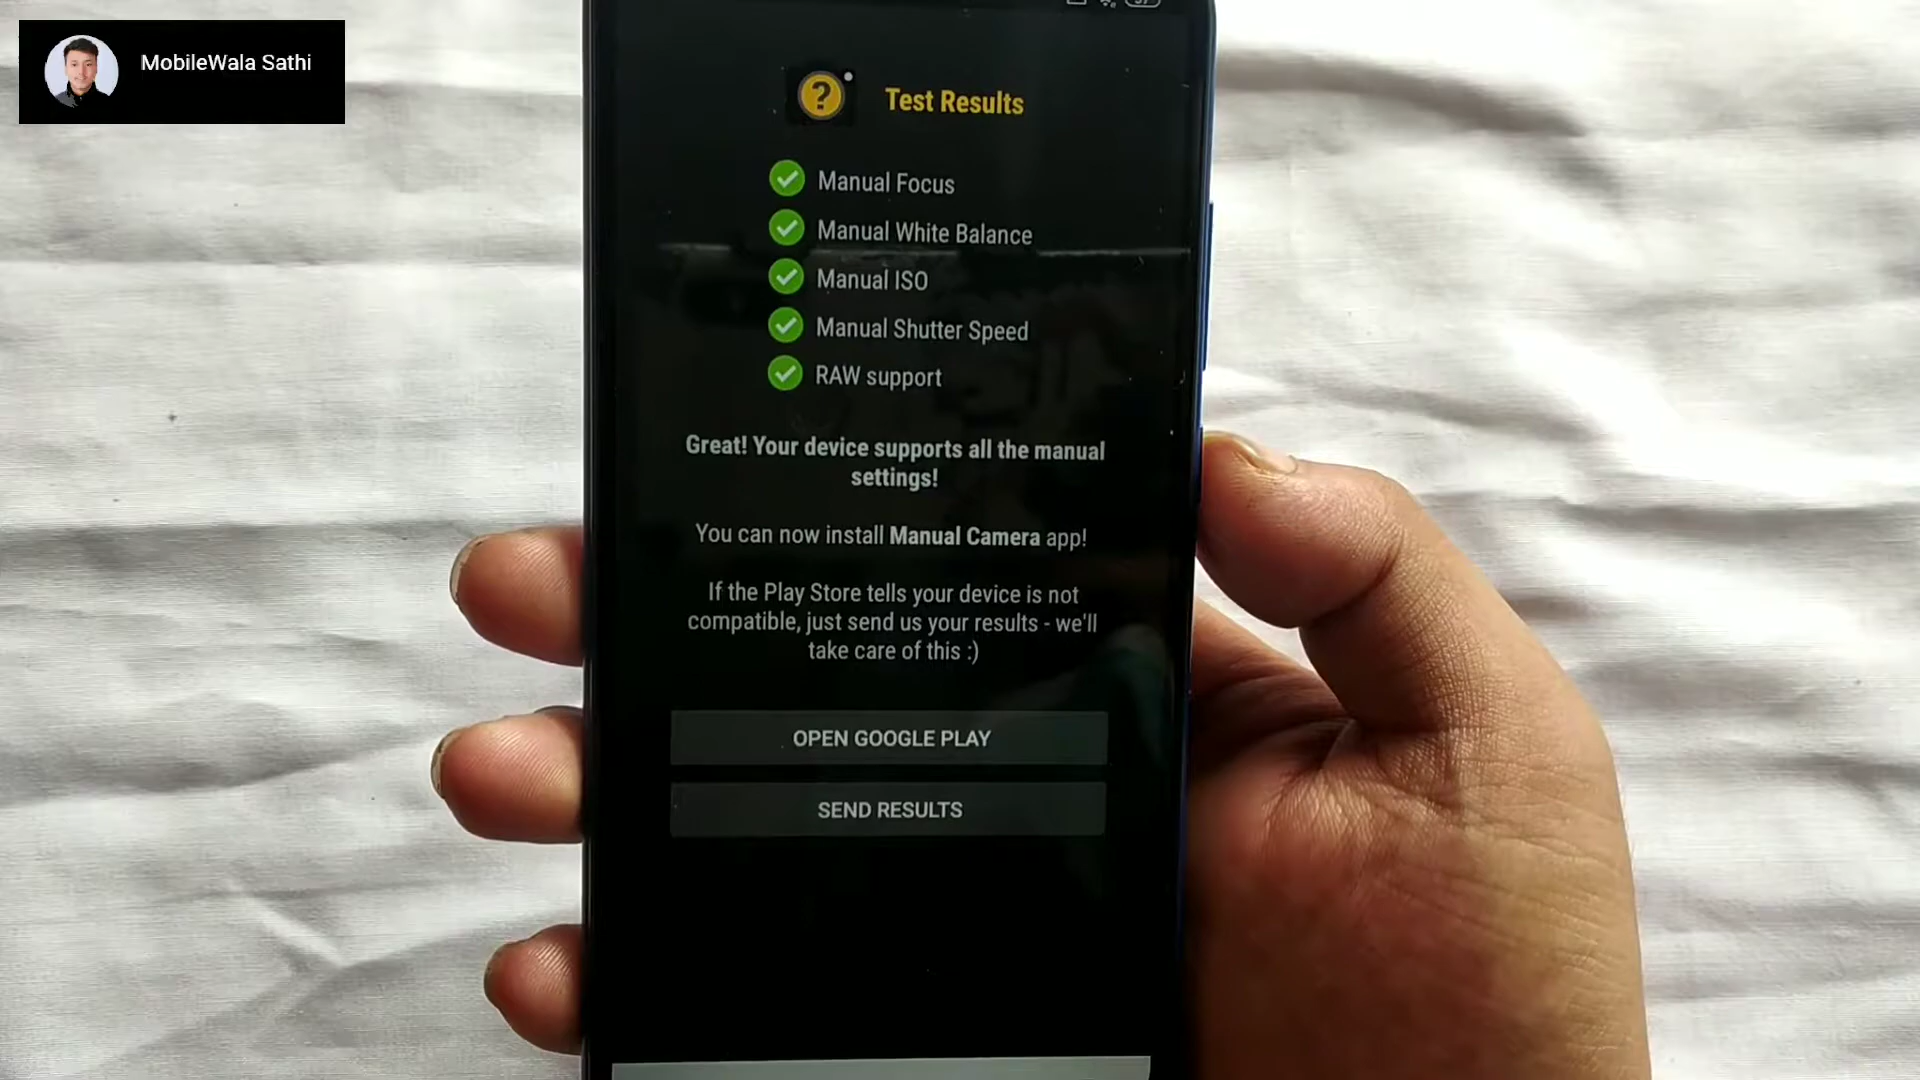 MobileWala Sathi
Test Results
Manual Focus
Manual White Balance
Manual ISO
Manual Shutter Speed
RAW support
Great! Your device supports all the manual
settings!
You can now install Manual Camera app!
If the Play Store tells your device is not
compatible, just send us your results - we'll
take care of this :)
OPEN GOOGLE PLAY
SEND RESULTS